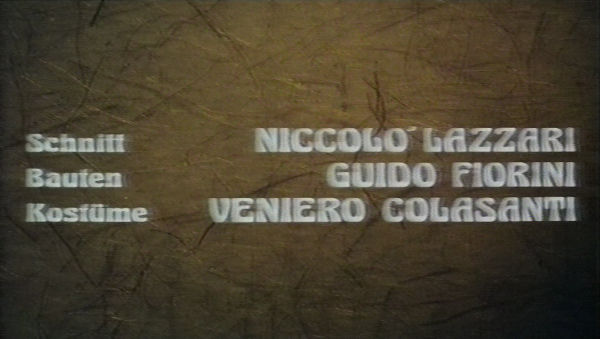 Schnitt NICCOLO´ LAZZARI
Bauten GUIDO FIORINI
Kostüme VENIERO COLASANTI